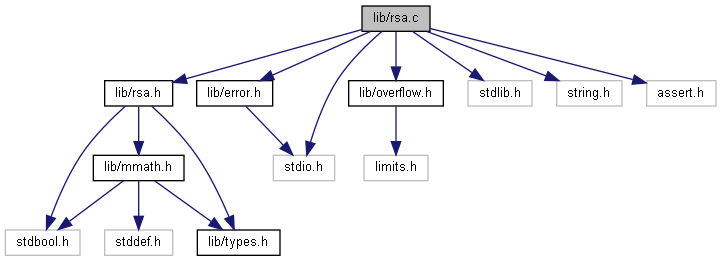 lib/rsa.c
lib/rsa.h
lib/error.h
lib/overflow.h
stdlib.h
string.h
assert.h
lib/mmath.h
stdio.h
limits.h
stdbool.h
stddef.h
lib/types.h